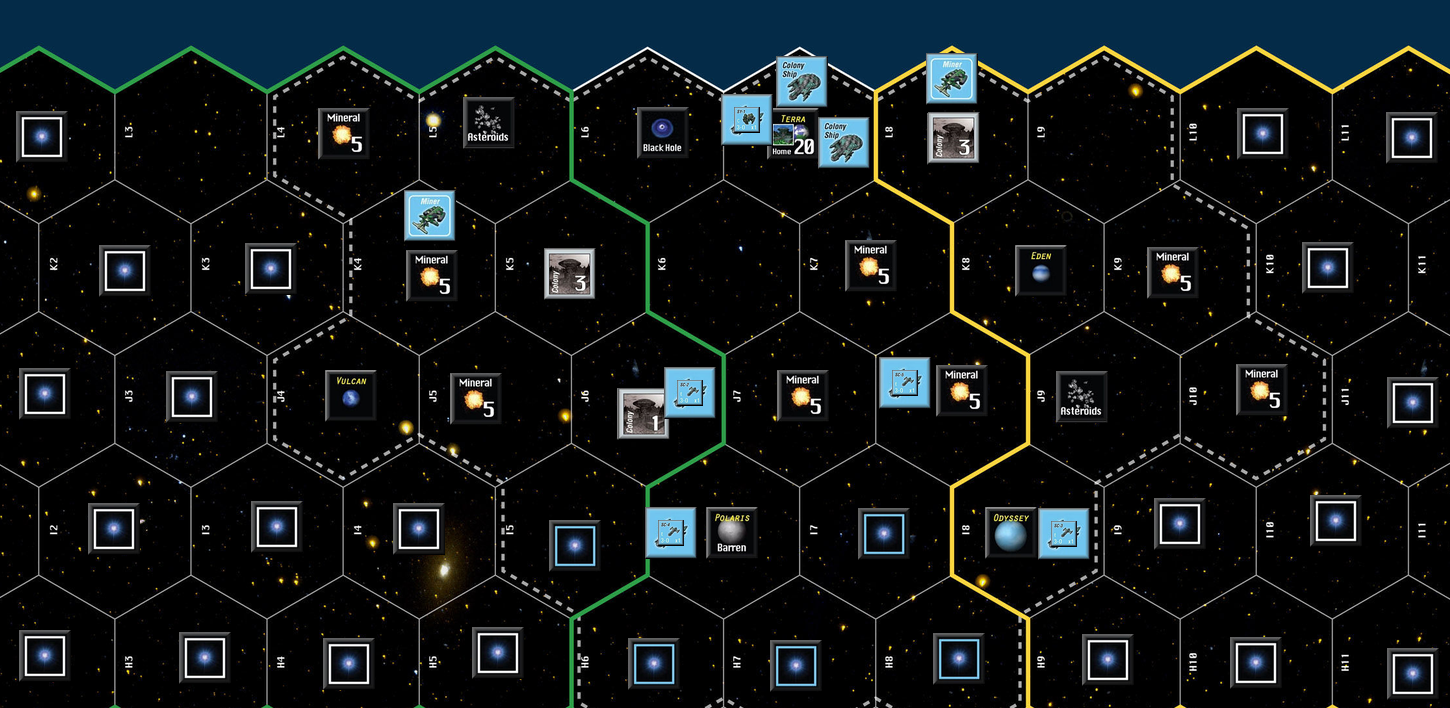 Colony
Ship
Miner
L3
L4
Mineral
5
L5
Asteroids
L6
Black Hole
TERRA
Home 20
Colony
Ship
L8
Colony 3
L9
L10
L11
Miner
K2
K3
K4
Mineral
5
K5
Colony 3
K6
K7
Mineral
5
K8
EDEN
K9
Mineral
5
K10
K11
J3
J4
VULCAN
J5
Mineral
5
J6
Colony 1
J7
Mineral
5
Mineral
5
J9
Asteroids
J10
Mineral
5
J11
I2
I3
I4
I5
POLARIS
Barren
I7
I8
ODYSSEY
I9
I10
I11
H3
H4
H5
H6
H7
H8
H9
H10
H11